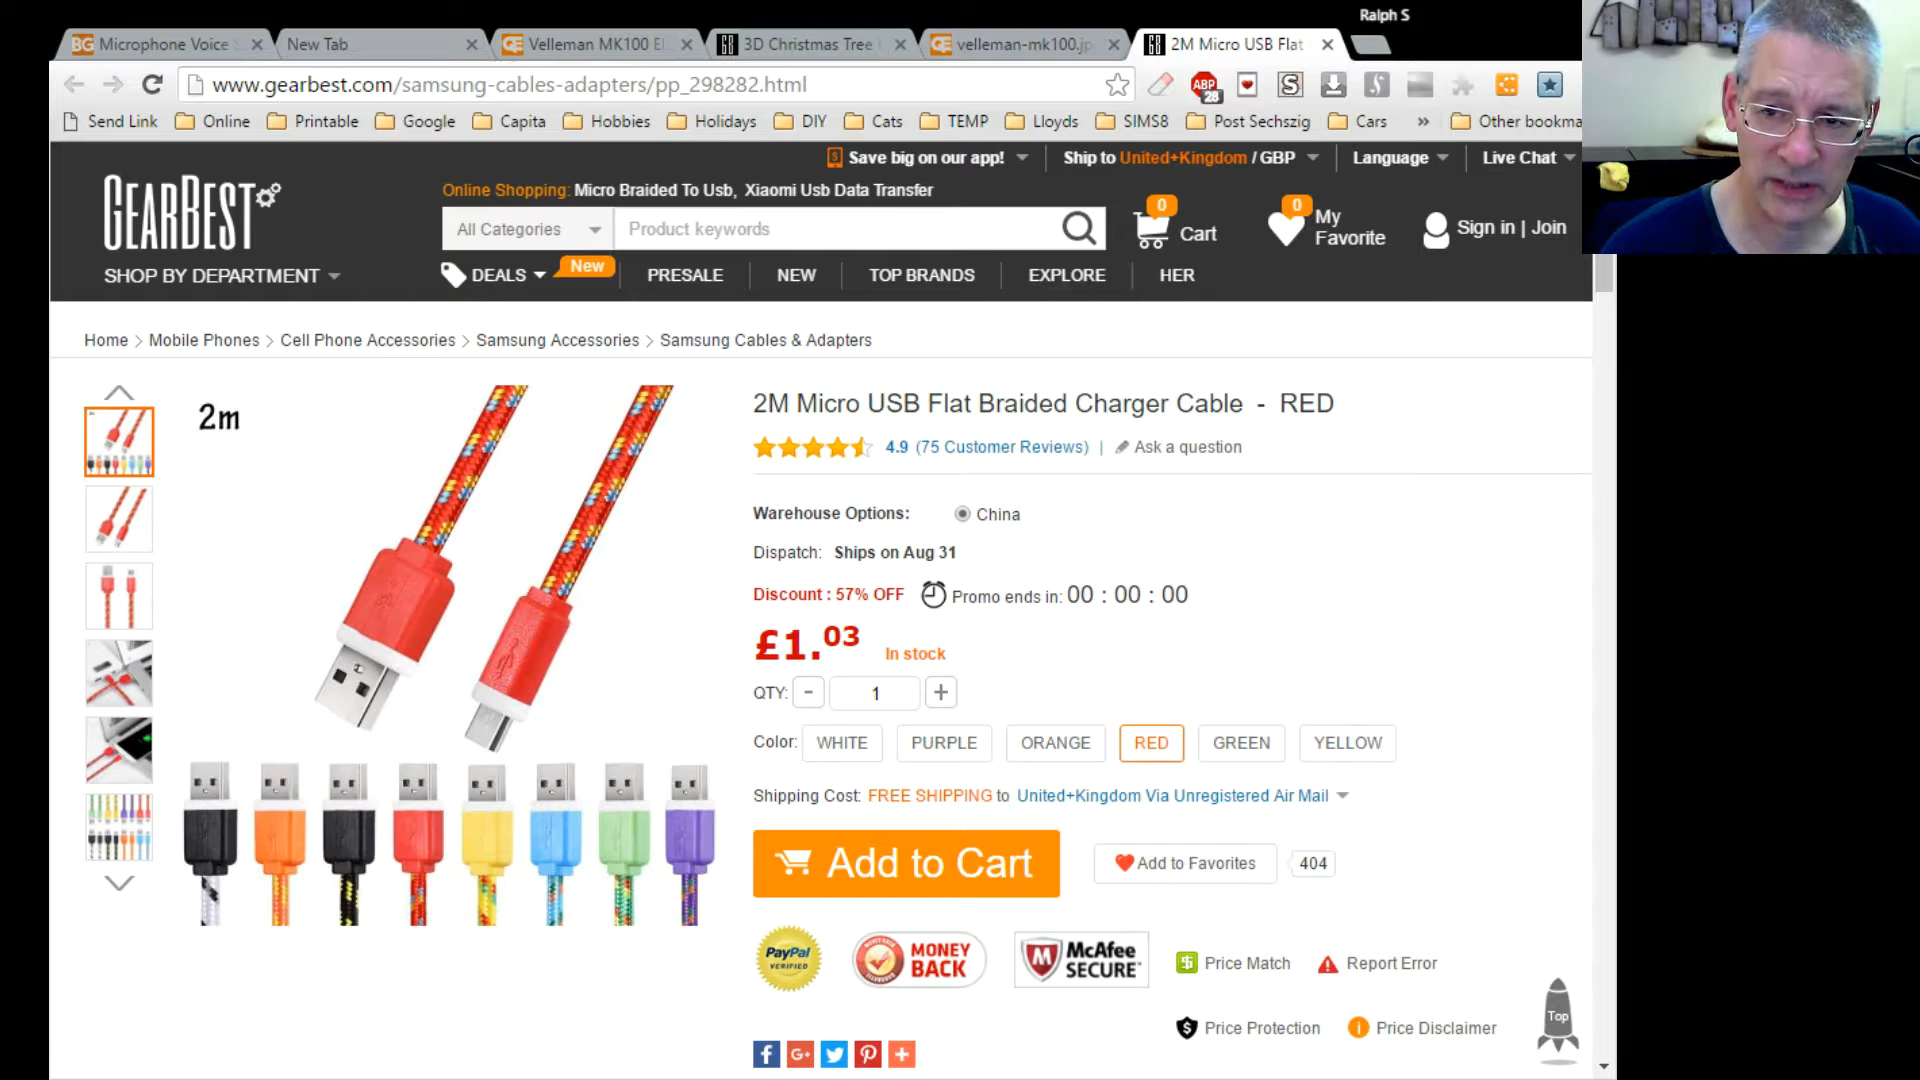 Ralph S
BG Microphone Voice
New Tab
Velleman MK100 El
3D Christmas Tree
velleman-mk100.jp
2M Micro USB Flat
www.gearbest.com/samsung-cables-adapters/pp_298282.html
ABP
28
Send Link
Online
Printable
Google
Capita
Hobbies
Holidays
DIY
Cats
TEMP
Lloyds
SIMS8
Post Sechszig
Cars
»
Other bookma
Save big on our app!
Ship to United+Kingdom / GBP
Language
Live Chat
GEARBEST
Online Shopping: Micro Braided To Usb, Xiaomi Usb Data Transfer
All Categories
Product keywords
0
Cart
0
My
Favorite
Sign in | Join
SHOP BY DEPARTMENT
DEALS
New
PRESALE
NEW
TOP BRANDS
EXPLORE
HER
Home > Mobile Phones > Cell Phone Accessories > Samsung Accessories > Samsung Cables & Adapters
2m
2M Micro USB Flat Braided Charger Cable - RED
4.9 (75 Customer Reviews) | Ask a question
Warehouse Options: China
Dispatch: Ships on Aug 31
Discount : 57% OFF Promo ends in: 00 : 00 : 00
£1.03 In stock
QTY: - 1 +
Color: WHITE PURPLE ORANGE RED GREEN YELLOW
Shipping Cost: FREE SHIPPING to United+Kingdom Via Unregistered Air Mail
Add to Cart
Add to Favorites
404
PayPal
VERIFIED
MONEY
BACK
McAfee
SECURE
Price Match
Report Error
Price Protection
Price Disclaimer
Top
f G+ +